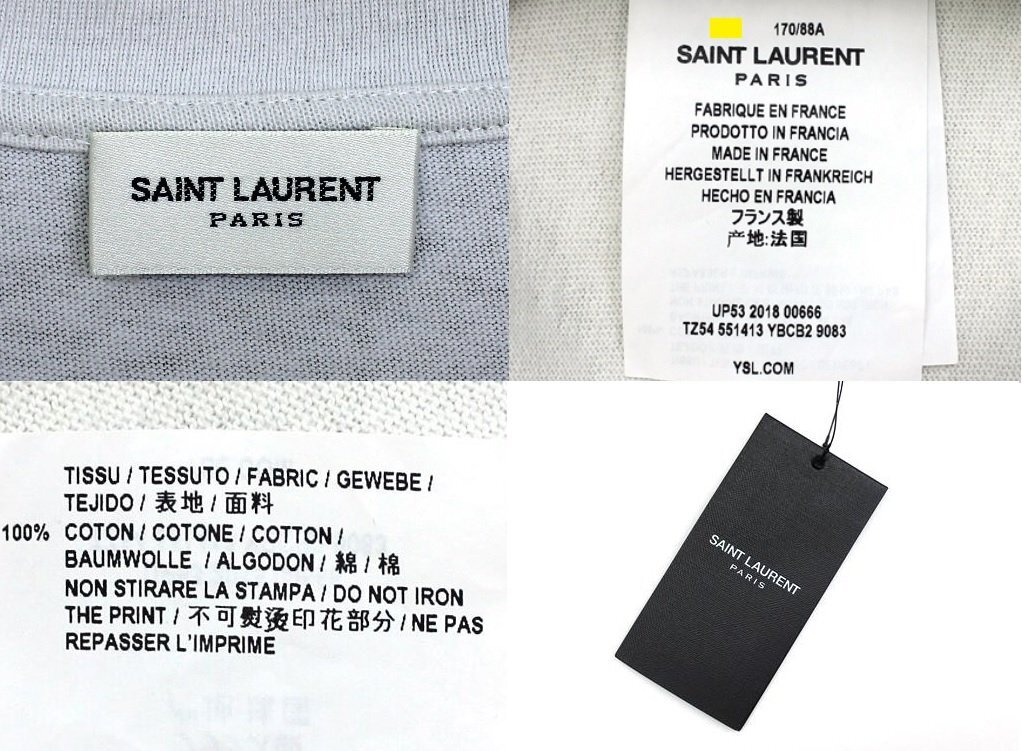 SAINT LAURENT
PARIS
170/88A
SAINT LAURENT
PARIS
FABRIQUE EN FRANCE
PRODOTTO IN FRANCIA
MADE IN FRANCE
HERGESTELLT IN FRANKREICH
HECHO EN FRANCIA
フランス製
产地:法国
UP53 2018 00666
TZ54 551413 YBCB2 9083
YSL.COM
TISSU / TESSUTO / FABRIC / GEWEBE /
TEJIDO / 表地 / 面料
100% COTON / COTONE / COTTON /
BAUMWOLLE / ALGODON / 綿 / 棉
NON STIRARE LA STAMPA / DO NOT IRON
THE PRINT / 不可熨烫印花部分 / NE PAS
REPASSER L'IMPRIME
SAINT LAURENT
PARIS